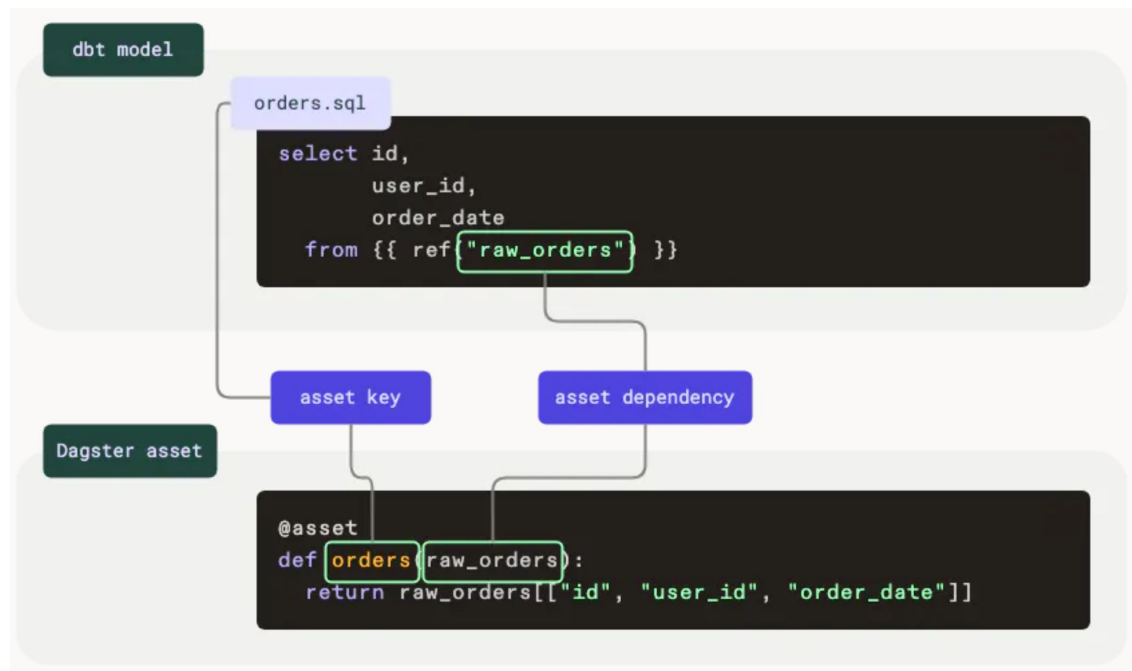 dbt model
orders.sql
select id,
user_id,
order_date
from {{ ref("raw_orders") }}
asset key
asset dependency
Dagster asset
@asset
def orders(raw_orders):
return raw_orders[["id", "user_id", "order_date"]]